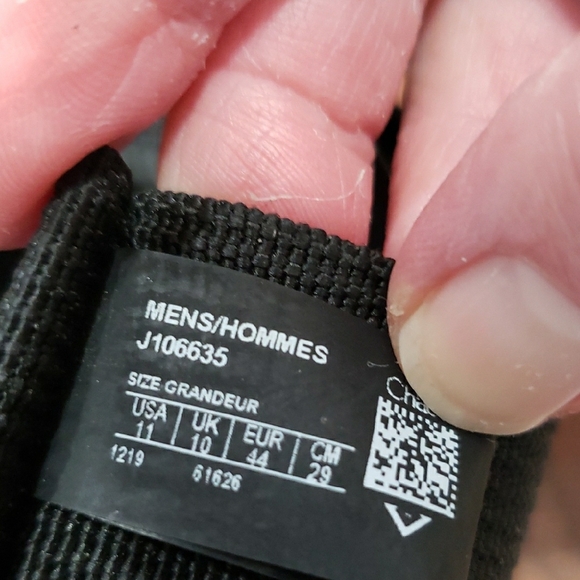 MENS/HOMMES
J106635
SIZE GRANDEUR
USA UK EUR CM
11 10 44 29
1219 61626